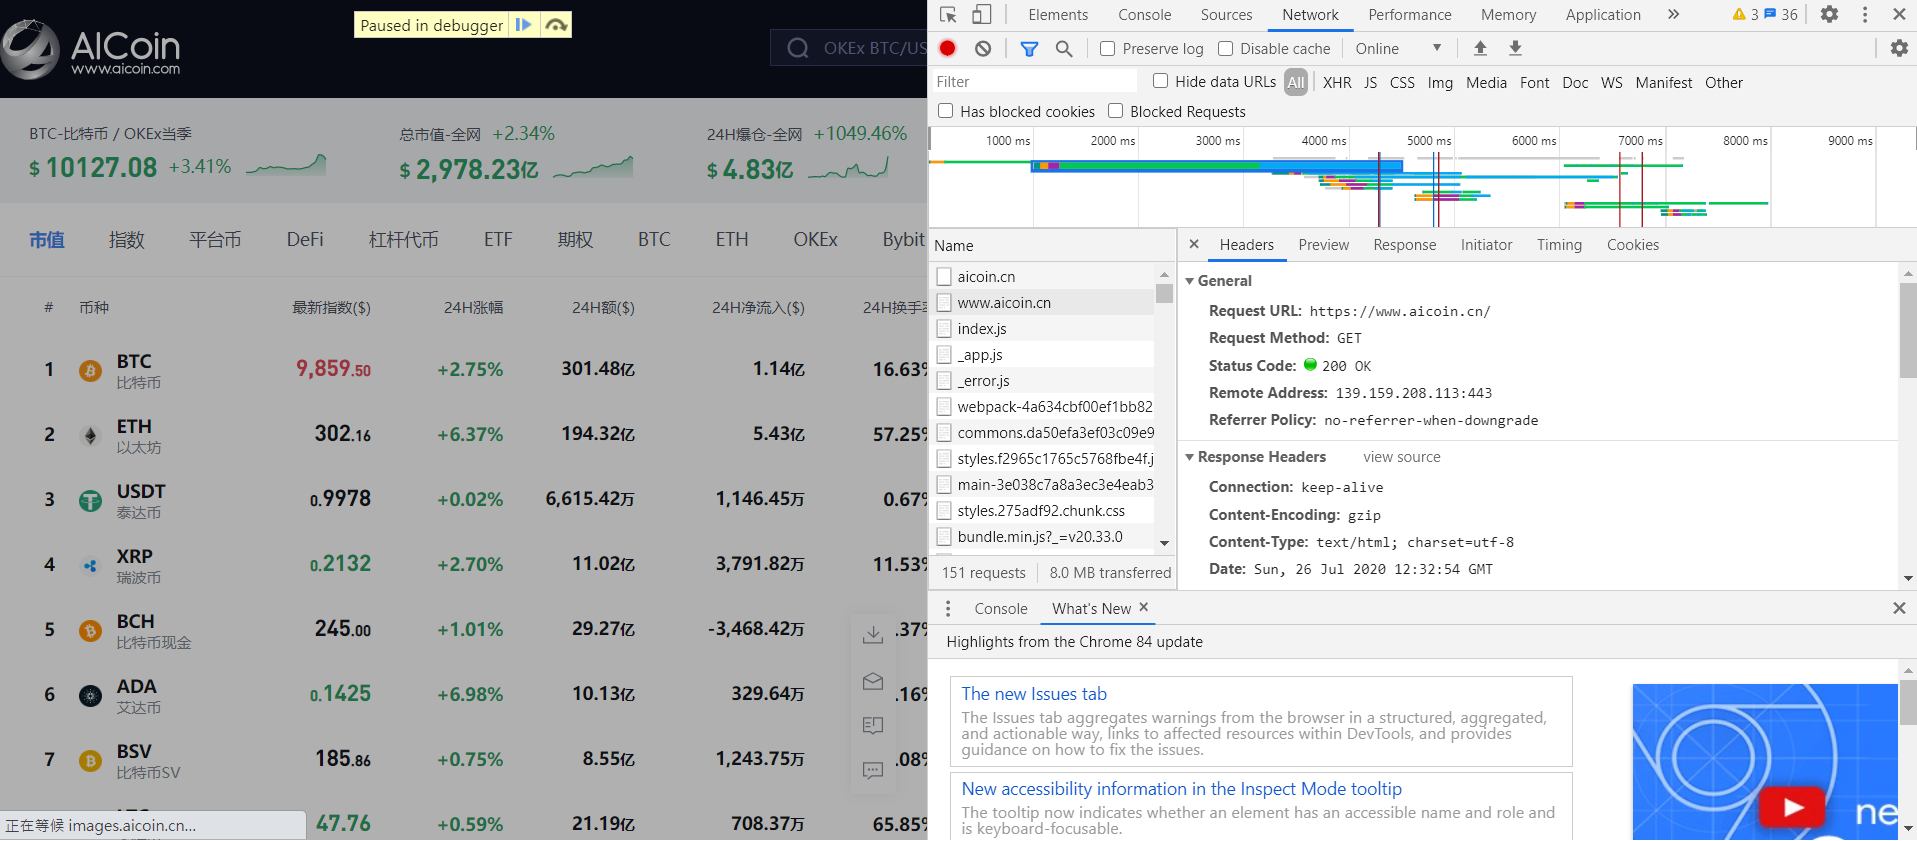 Paused in debugger
AICoin
www.aicoin.com
OKEx BTC/US
BTC-比特币 / OKEx当季
$ 10127.08 +3.41%
总市值-全网 +2.34%
$ 2,978.23亿
24H爆仓-全网 +1049.46%
$ 4.83亿
市值 指数 平台币 DeFi 杠杆代币 ETF 期权 BTC ETH OKEx Bybit
# 币种 最新指数($) 24H涨幅 24H额($) 24H净流入($) 24H换手
1 BTC 9,859.50 +2.75% 301.48亿 1.14亿 16.63%
比特币
2 ETH 302.16 +6.37% 194.32亿 5.43亿 57.25%
以太坊
3 USDT 0.9978 +0.02% 6,615.42万 1,146.45万 0.67%
泰达币
4 XRP 0.2132 +2.70% 11.02亿 3,791.82万 11.53%
瑞波币
5 BCH 245.00 +1.01% 29.27亿 -3,468.42万 .37%
比特币现金
6 ADA 0.1425 +6.98% 10.13亿 329.64万 .16%
艾达币
7 BSV 185.86 +0.75% 8.55亿 1,243.75万 .08%
比特币SV
47.76 +0.59% 21.19亿 708.37万 65.85%
正在等候 images.aicoin.cn...
Elements Console Sources Network Performance Memory Application » 3 36
Preserve log Disable cache Online
Filter Hide data URLs All XHR JS CSS Img Media Font Doc WS Manifest Other
Has blocked cookies Blocked Requests
1000 ms 2000 ms 3000 ms 4000 ms 5000 ms 6000 ms 7000 ms 8000 ms 9000 ms
Name
aicoin.cn
www.aicoin.cn
index.js
_app.js
_error.js
webpack-4a634cbf00ef1bb82
commons.da50efa3ef03c09e9
styles.f2965c1765c5768fbe4f.j
main-3e038c7a8a3ec3e4eab3
styles.275adf92.chunk.css
bundle.min.js?_=v20.33.0
151 requests 8.0 MB transferred
Headers Preview Response Initiator Timing Cookies
General
Request URL: https://www.aicoin.cn/
Request Method: GET
Status Code: 200 OK
Remote Address: 139.159.208.113:443
Referrer Policy: no-referrer-when-downgrade
Response Headers view source
Connection: keep-alive
Content-Encoding: gzip
Content-Type: text/html; charset=utf-8
Date: Sun, 26 Jul 2020 12:32:54 GMT
Console What's New
Highlights from the Chrome 84 update
The new Issues tab
The Issues tab aggregates warnings from the browser in a structured, aggregated,
and actionable way, links to affected resources within DevTools, and provides
guidance on how to fix the issues.
New accessibility information in the Inspect Mode tooltip
The tooltip now indicates whether an element has an accessible name and role and
is keyboard-focusable.
ne